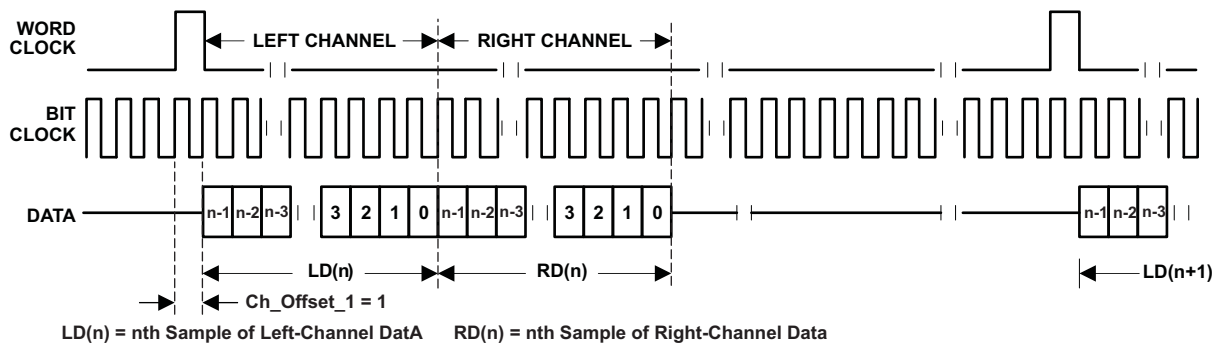 WORD
CLOCK
LEFT CHANNEL
RIGHT CHANNEL
BIT
CLOCK
DATA
n-1 n-2 n-3 3 2 1 0 n-1 n-2 n-3 3 2 1 0 n-1 n-2 n-3
LD(n) RD(n) LD(n+1)
Ch_Offset_1 = 1
LD(n) = nth Sample of Left-Channel DatA RD(n) = nth Sample of Right-Channel Data